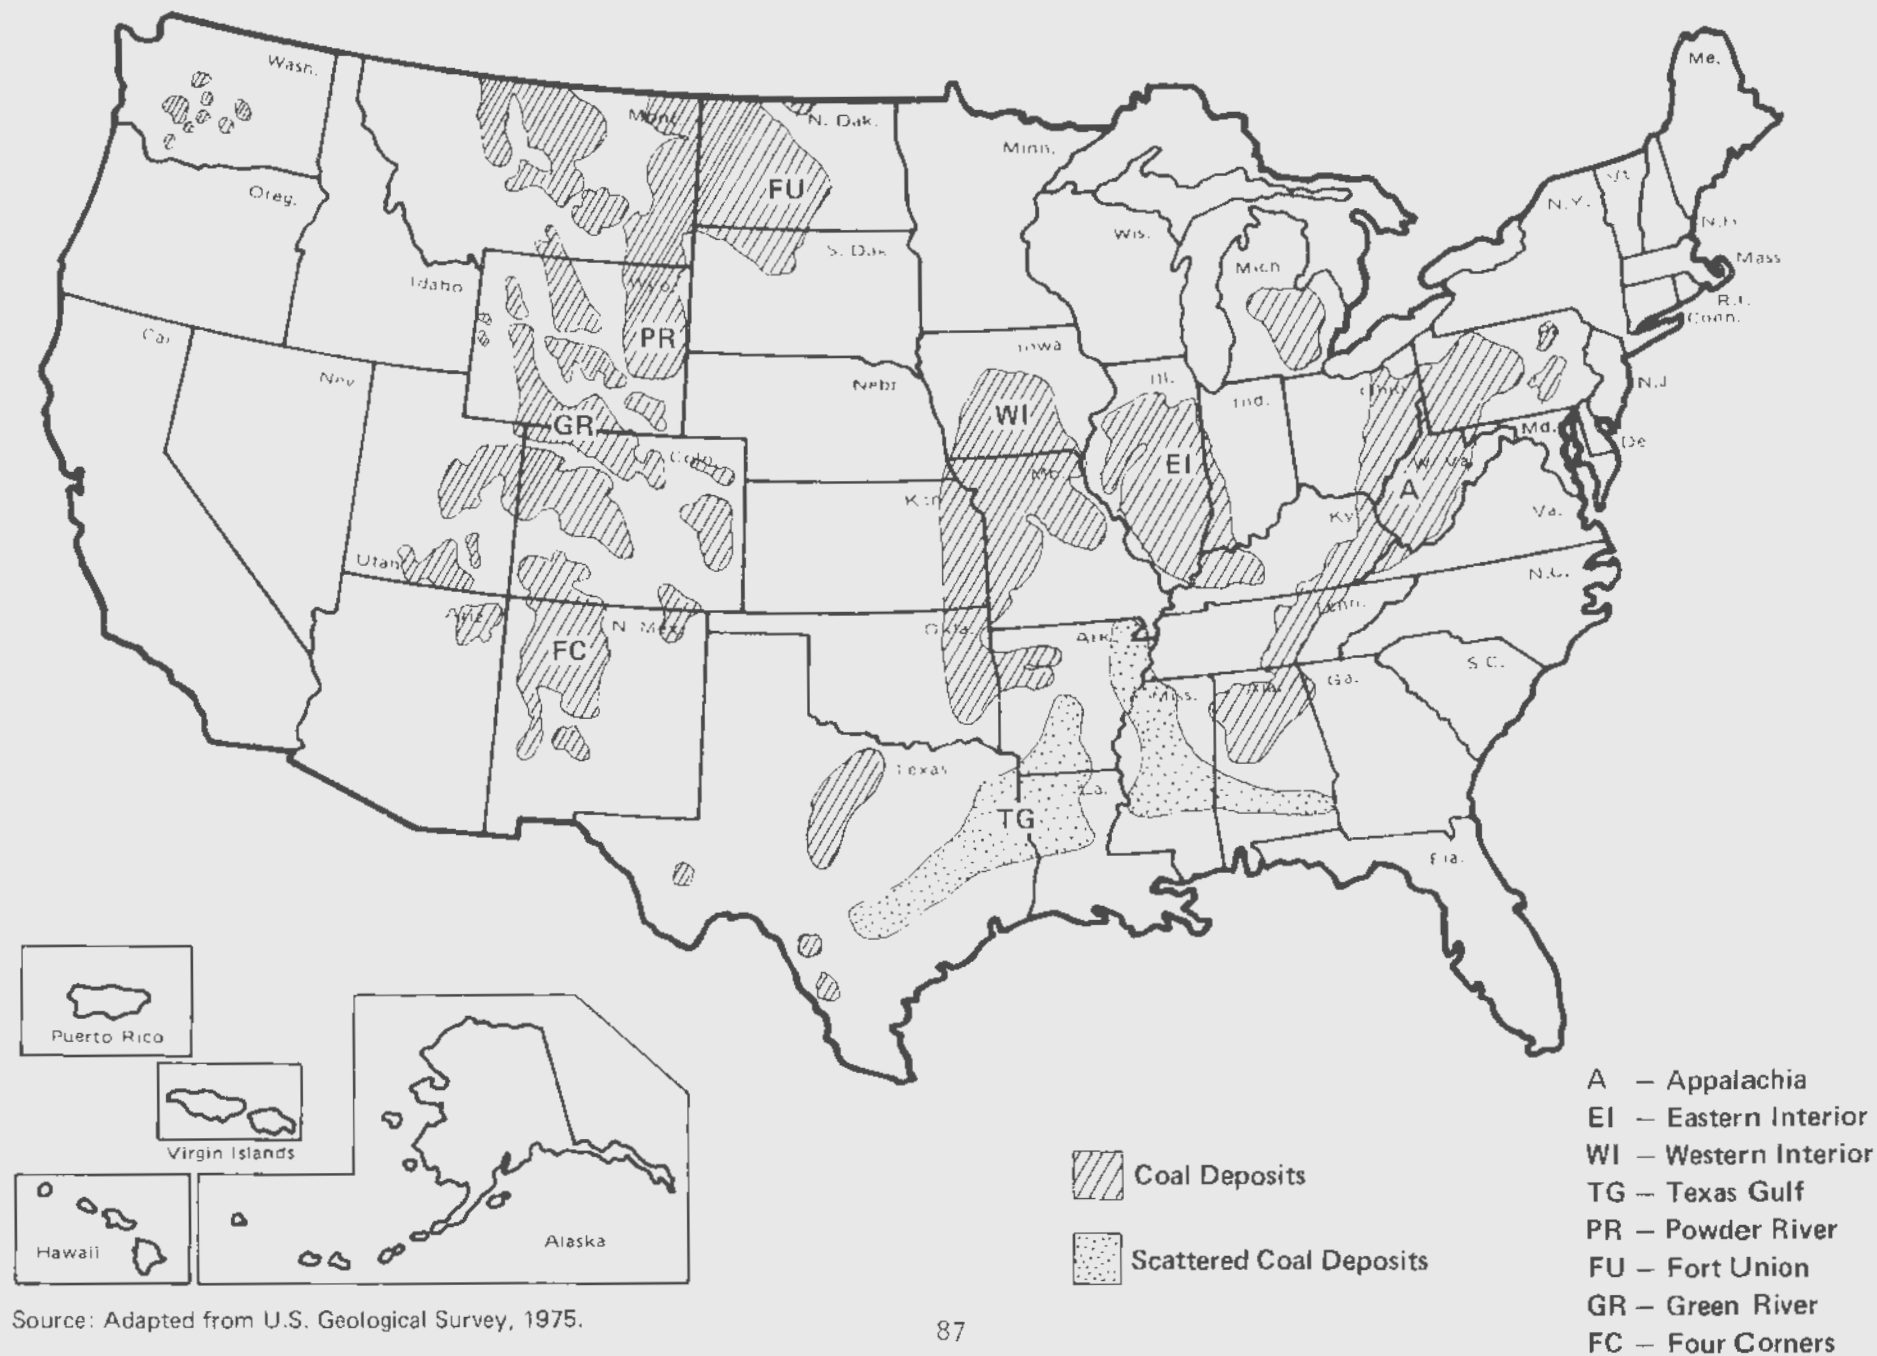 Wash.
Mont.
N. Dak.
Minn.
Me.
Oreg.
FU
Vt.
N.Y.
N.H.
Wis.
S. Dak
Mass
Idaho
Mich
Wyo.
R.I.
Conn.
Cal
PR
Iowa
Nev
Nebr
Ill.
Ind.
Ohio
N.J
WI
GR
Md.
De
Colo.
EI
W. Va
Mo.
A
Kan
Ky
Va.
Utah
N.C.
Ariz
N. Mex
Okla.
Ark.
Tenn.
FC
S.C.
Miss.
Ala.
Ga.
Texas
La.
TG
Fla.
Puerto Rico
Virgin Islands
Hawaii
Alaska
Coal Deposits
Scattered Coal Deposits
A – Appalachia
EI – Eastern Interior
WI – Western Interior
TG – Texas Gulf
PR – Powder River
FU – Fort Union
GR – Green River
FC – Four Corners
Source: Adapted from U.S. Geological Survey, 1975.
87